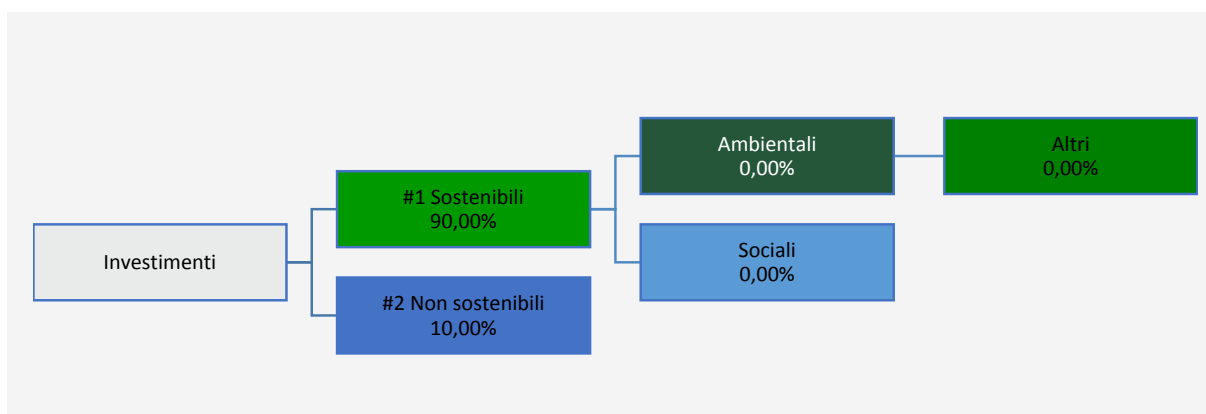 Investimenti
#1 Sostenibili
90,00%
#2 Non sostenibili
10,00%
Ambientali
0,00%
Sociali
0,00%
Altri
0,00%